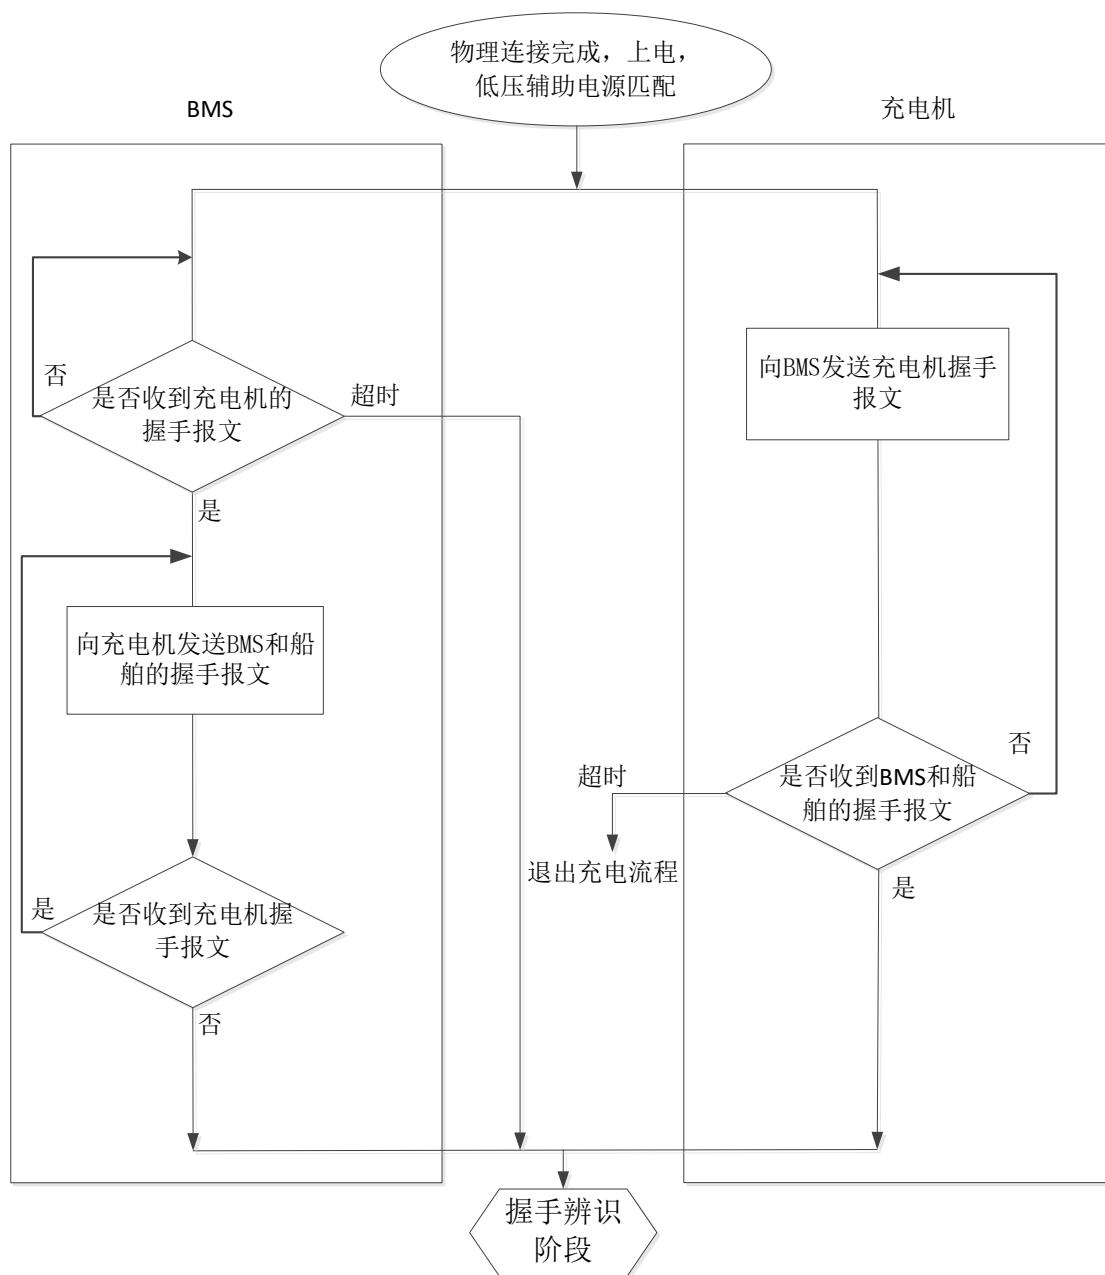 物理连接完成，上电，
低压辅助电源匹配
BMS
充电机
否
是否收到充电机的
握手报文
超时
是
向BMS发送充电机握手
报文
向充电机发送BMS和船
舶的握手报文
否
超时
是否收到BMS和船
舶的握手报文
退出充电流程
是
是
是否收到充电机握
手报文
否
握手辨识
阶段